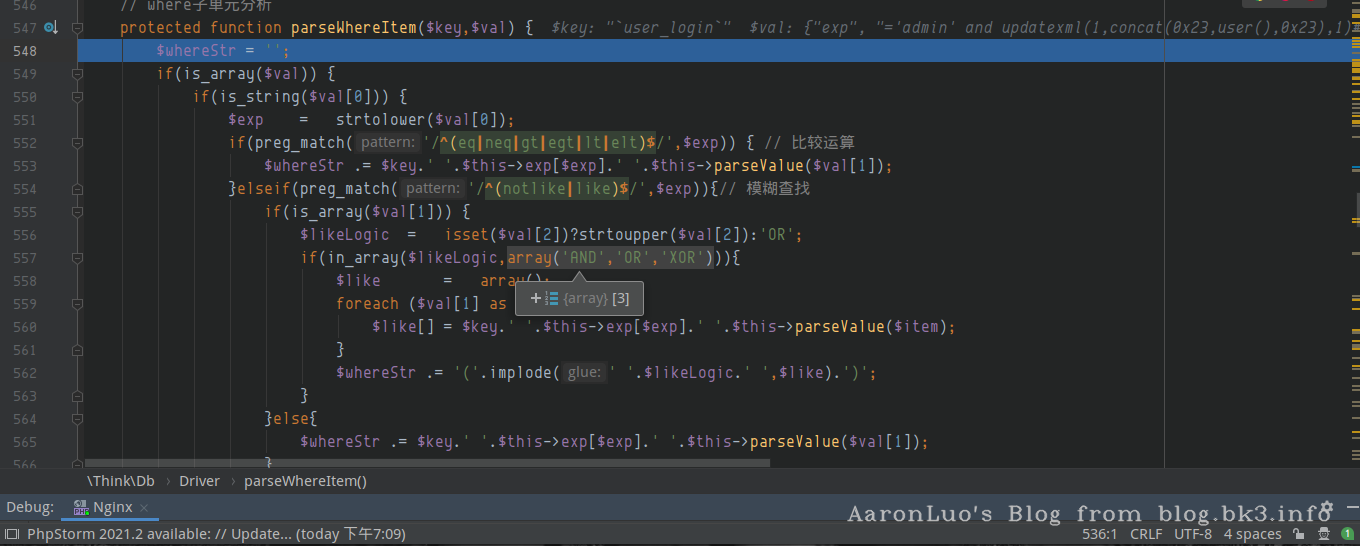 546 // where子单元分析
547 protected function parseWhereItem($key,$val) { $key: "`user_login`" $val: {"exp", "='admin' and updatexml(1,concat(0x23,user(),0x23),1)
548 $whereStr = '';
549 if(is_array($val)) {
550 if(is_string($val[0])) {
551 $exp = strtolower($val[0]);
552 if(preg_match( pattern: '/^(eq|neq|gt|egt|lt|elt)$/',$exp)) { // 比较运算
553 $whereStr .= $key.' '.$this->exp[$exp].' '.$this->parseValue($val[1]);
554 }elseif(preg_match( pattern: '/^(notlike|like)$/',$exp)){// 模糊查找
555 if(is_array($val[1])) {
556 $likeLogic = isset($val[2])?strtoupper($val[2]):'OR';
557 if(in_array($likeLogic,array('AND','OR','XOR'))){
558 $like = array();
+ {array} [3]
559 foreach ($val[1] as
560 $like[] = $key.' '.$this->exp[$exp].' '.$this->parseValue($item);
561 }
562 $whereStr .= '('.implode( glue: ' '.$likeLogic.' ',$like).')';
563 }
564 }else{
565 $whereStr .= $key.' '.$this->exp[$exp].' '.$this->parseValue($val[1]);
566 }
\Think\Db › Driver › parseWhereItem()
Debug: Nginx ×
AaronLuo's Blog from blog.bk3.info
PhpStorm 2021.2 available: // Update... (today 下午7:09) 536:1 CRLF UTF-8 4 spaces 1